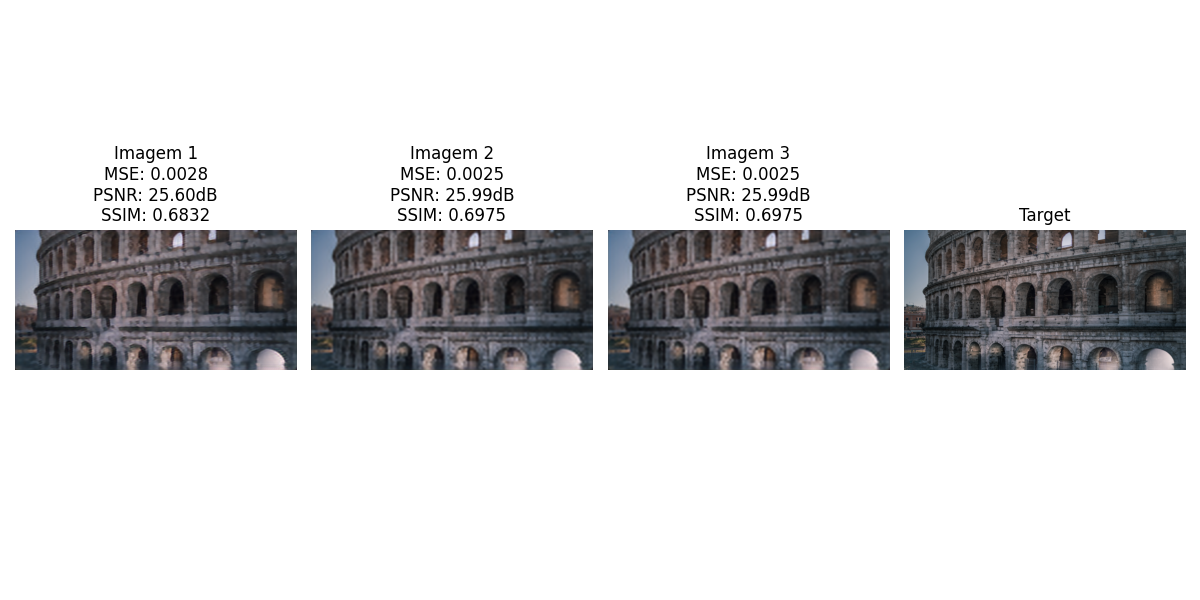 Imagem 1
MSE: 0.0028
PSNR: 25.60dB
SSIM: 0.6832
Imagem 2
MSE: 0.0025
PSNR: 25.99dB
SSIM: 0.6975
Imagem 3
MSE: 0.0025
PSNR: 25.99dB
SSIM: 0.6975
Target